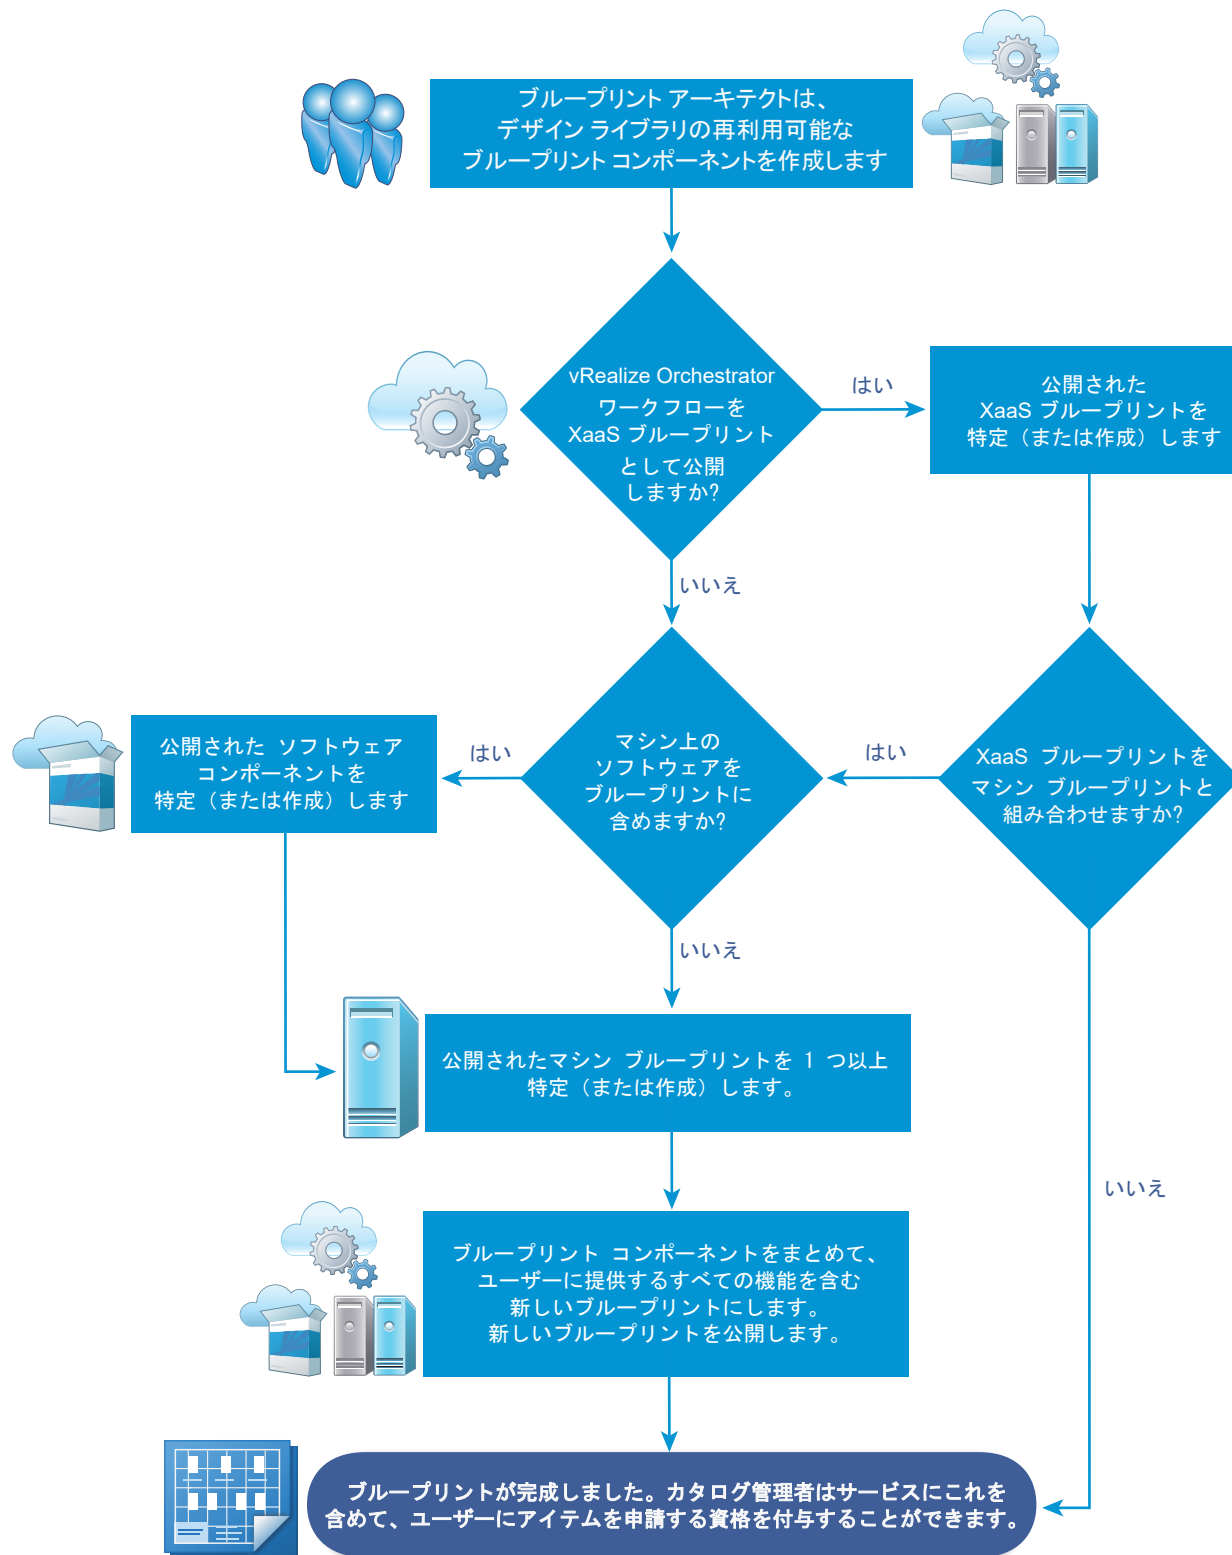 ブループリント アーキテクトは、
デザイン ライブラリの再利用可能な
ブループリント コンポーネントを作成します
vRealize Orchestrator
ワークフローを
XaaS ブループリント
として公開
しますか?
はい
公開された
XaaS ブループリントを
特定（または作成）します
いいえ
公開された ソフトウェア
コンポーネントを
特定（または作成）します
はい
マシン上の
ソフトウェアを
ブループリントに
含めますか?
はい
XaaS ブループリントを
マシン ブループリントと
組み合わせますか?
いいえ
公開されたマシン ブループリントを 1 つ以上
特定（または作成）します。
いいえ
ブループリント コンポーネントをまとめて、
ユーザーに提供するすべての機能を含む
新しいブループリントにします。
新しいブループリントを公開します。
ブループリントが完成しました。カタログ管理者はサービスにこれを
含めて、ユーザーにアイテムを申請する資格を付与することができます。